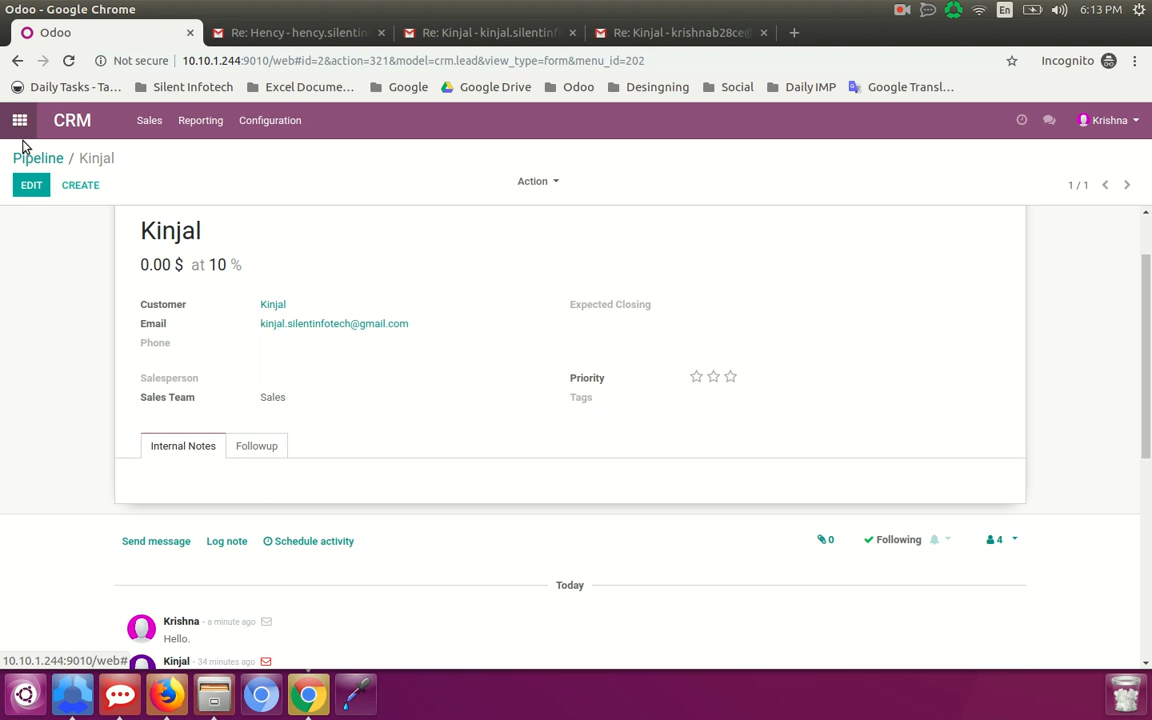 Odoo - Google Chrome
En
6:13 PM
Odoo
Re: Hency - hency.silentinf
Re: Kinjal - kinjal.silentinf
Re: Kinjal - krishnab28ce@
Not secure
10.10.1.244:9010/web#id=2&action=321&model=crm.lead&view_type=form&menu_id=202
Incognito
Daily Tasks - Ta...
Silent Infotech
Excel Docume...
Google
Google Drive
Odoo
Desingning
Social
Daily IMP
Google Transl...
CRM
Sales
Reporting
Configuration
Krishna
Pipeline / Kinjal
EDIT
CREATE
Action
1 / 1
Kinjal
0.00 $ at 10 %
Customer
Kinjal
Expected Closing
Email
kinjal.silentinfotech@gmail.com
Phone
Salesperson
Priority
Sales Team
Sales
Tags
Internal Notes
Followup
Send message
Log note
Schedule activity
0
Following
4
Today
Krishna - a minute ago
Hello.
Kinjal - 34 minutes ago
10.10.1.244:9010/web#